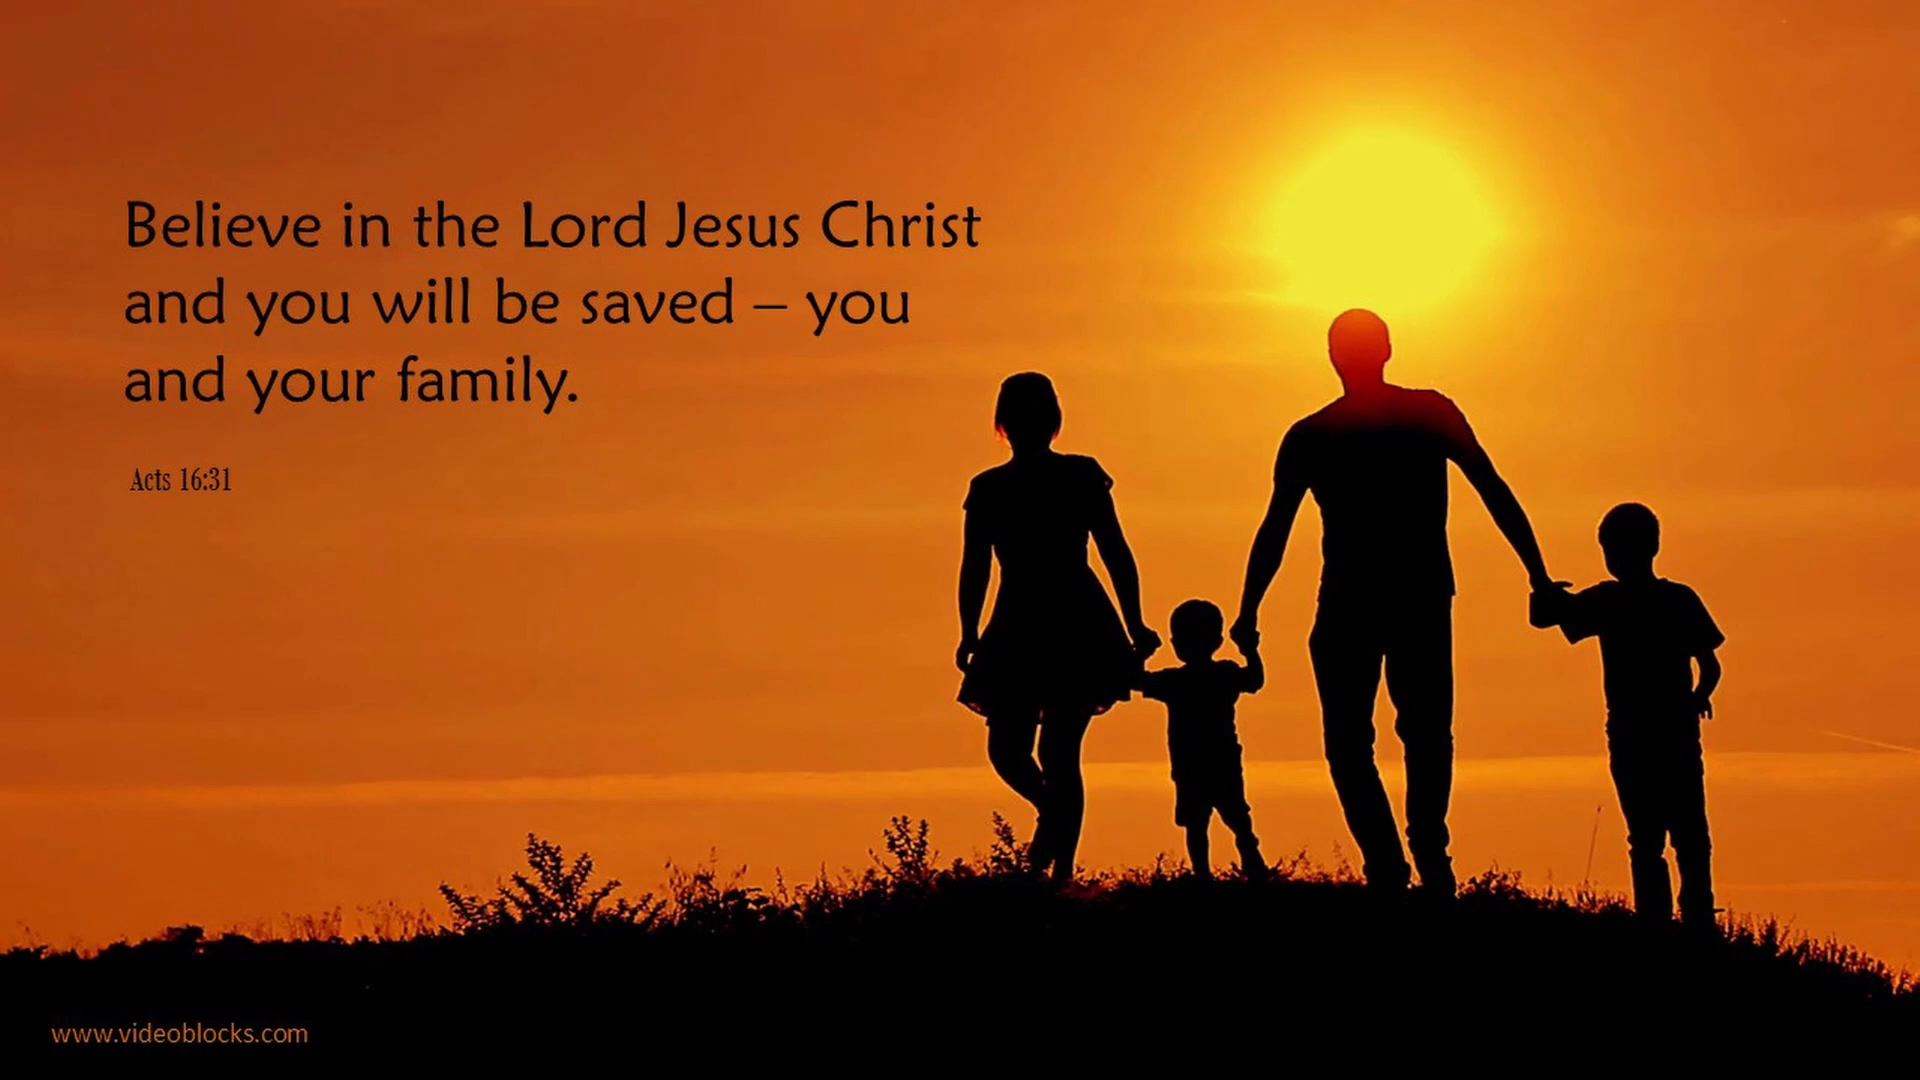 Believe in the Lord Jesus Christ
and you will be saved – you
and your family.
Acts 16:31
www.videoblocks.com